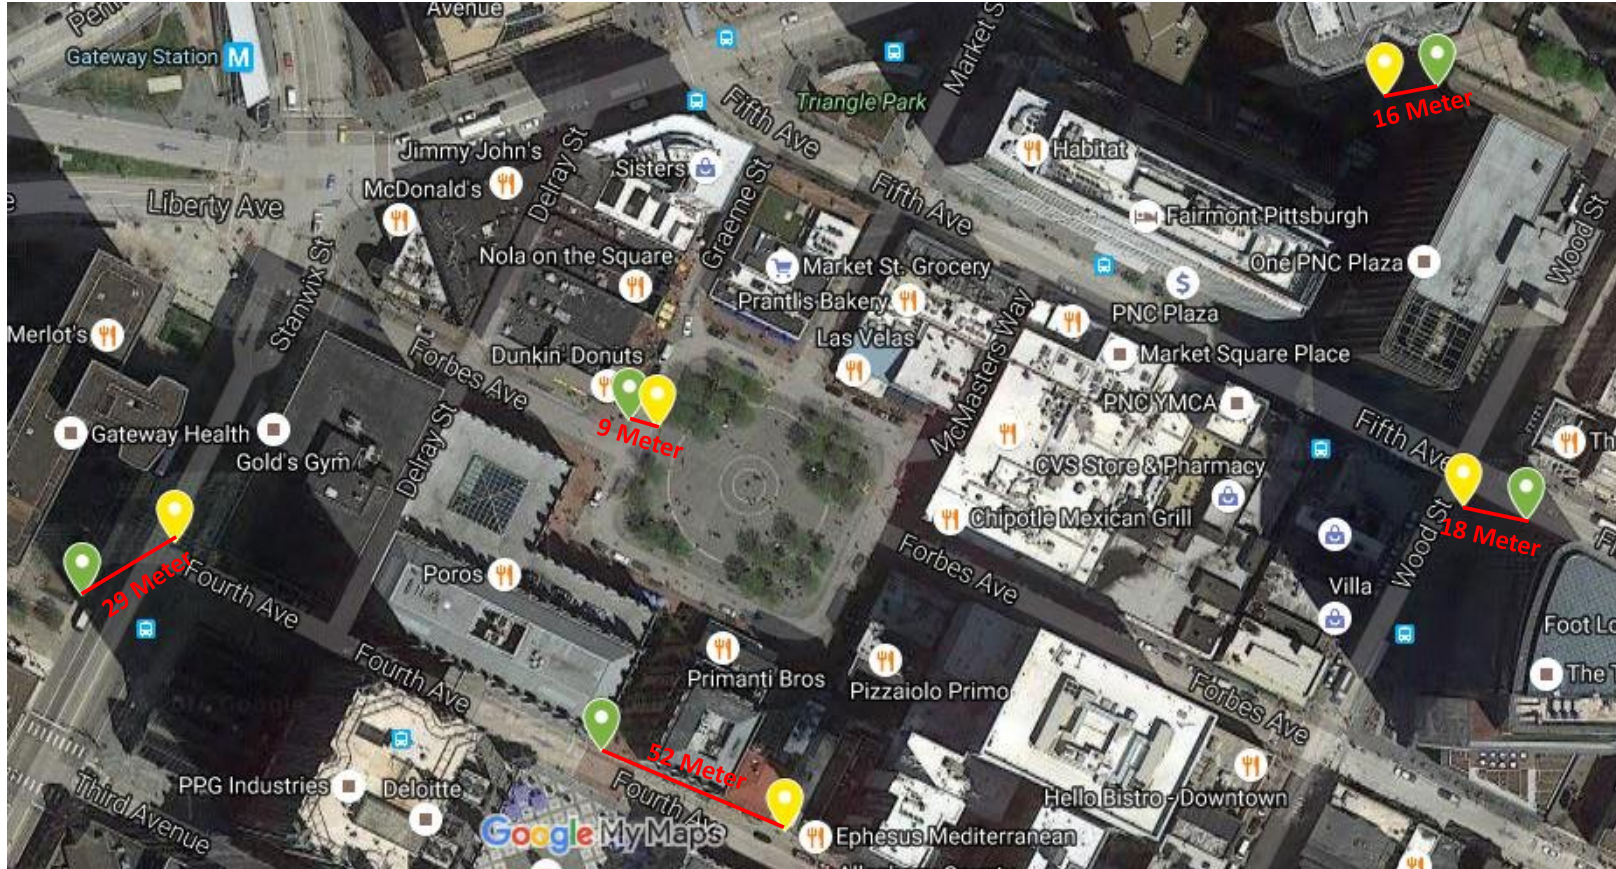 Avenue
Gateway Station
M
Market S
Fifth Ave
Triangle Park
16 Meter
Jimmy John's
Delray St
Sisters
Habitat
McDonald's
Liberty Ave
Fifth Ave
Fairmont Pittsburgh
Graeme St
Wood St
Stanwix St
Nola on the Square
Market St. Grocery
One PNC Plaza
Prantl's Bakery
PNC Plaza
Merlot's
Las Velas
McMasters Way
Dunkin' Donuts
Market Square Place
Forbes Ave
PNC YMCA
9 Meter
Gateway Health
Gold's Gym
Delray St
Fifth Ave
Th
CVS Store & Pharmacy
Chipotle Mexican Grill
Wood St
18 Meter
Fi
Forbes Ave
Poros
29 Meter
Fourth Ave
Villa
Foot Lo
Fourth Ave
Primanti Bros
Pizzaiolo Primo
The T
Forbes Ave
52 Meter
PPG Industries
Deloitte
Fourth Av
Third Avenue
Hello Bistro - Downtown
Google My Maps
Ephesus Mediterranean